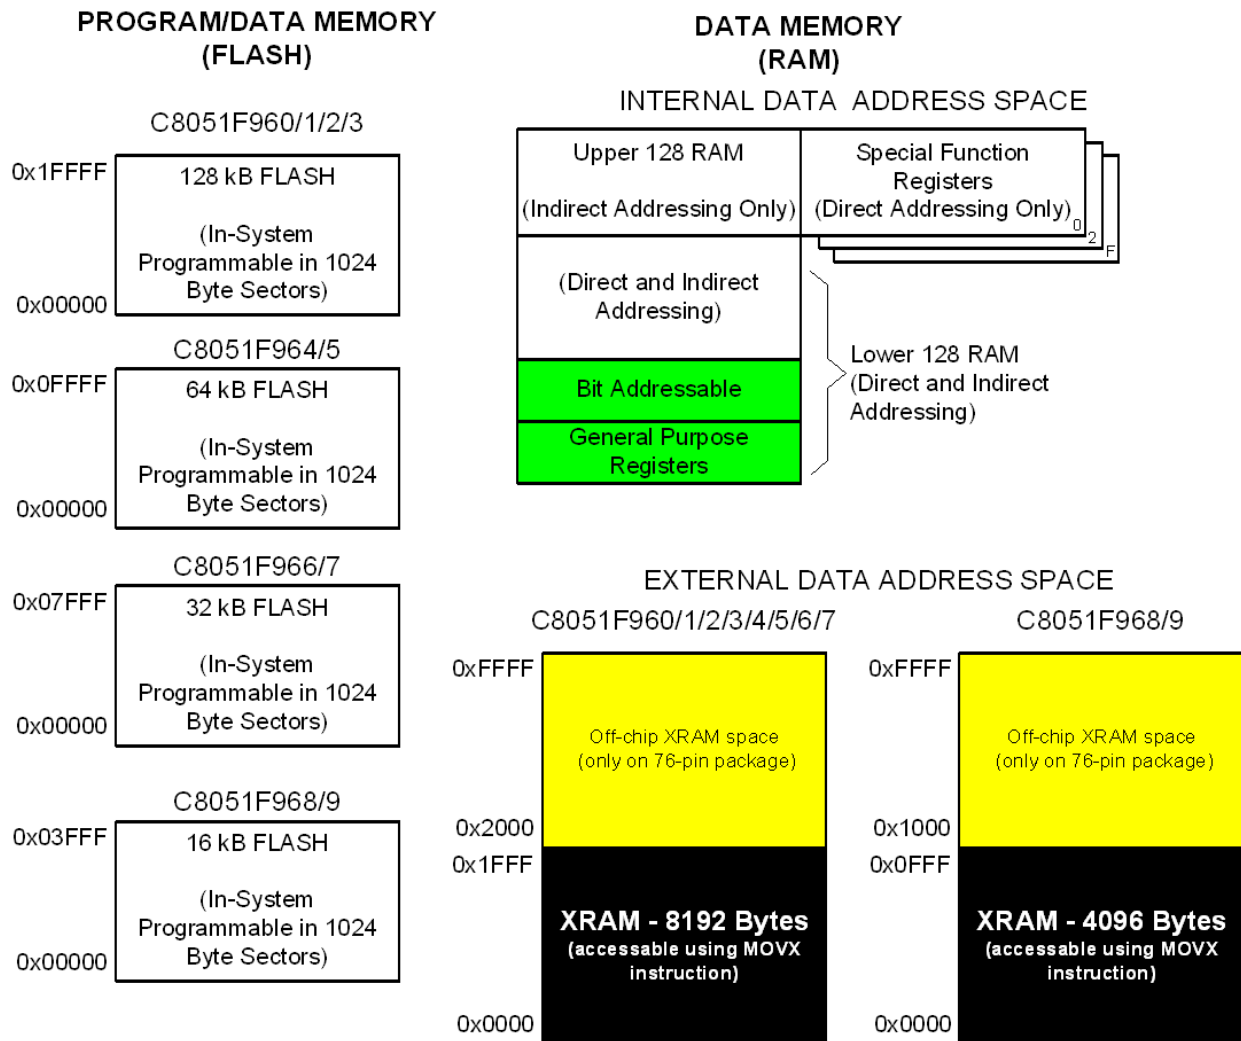 PROGRAM/DATA MEMORY
(FLASH)
C8051F960/1/2/3
0x1FFFF
128 kB FLASH
(In-System
Programmable in 1024
Byte Sectors)
0x00000
C8051F964/5
0x0FFFF
64 kB FLASH
(In-System
Programmable in 1024
Byte Sectors)
0x00000
C8051F966/7
0x07FFF
32 kB FLASH
(In-System
Programmable in 1024
Byte Sectors)
0x00000
C8051F968/9
0x03FFF
16 kB FLASH
(In-System
Programmable in 1024
Byte Sectors)
0x00000
DATA MEMORY
(RAM)
INTERNAL DATA ADDRESS SPACE
Upper 128 RAM
(Indirect Addressing Only)
Special Function
Registers
(Direct Addressing Only)
0
2
F
(Direct and Indirect
Addressing)
Bit Addressable
General Purpose
Registers
Lower 128 RAM
(Direct and Indirect
Addressing)
EXTERNAL DATA ADDRESS SPACE
C8051F960/1/2/3/4/5/6/7
0xFFFF
Off-chip XRAM space
(only on 76-pin package)
0x2000
0x1FFF
XRAM - 8192 Bytes
(accessable using MOVX
instruction)
0x0000
C8051F968/9
0xFFFF
Off-chip XRAM space
(only on 76-pin package)
0x1000
0x0FFF
XRAM - 4096 Bytes
(accessable using MOVX
instruction)
0x0000